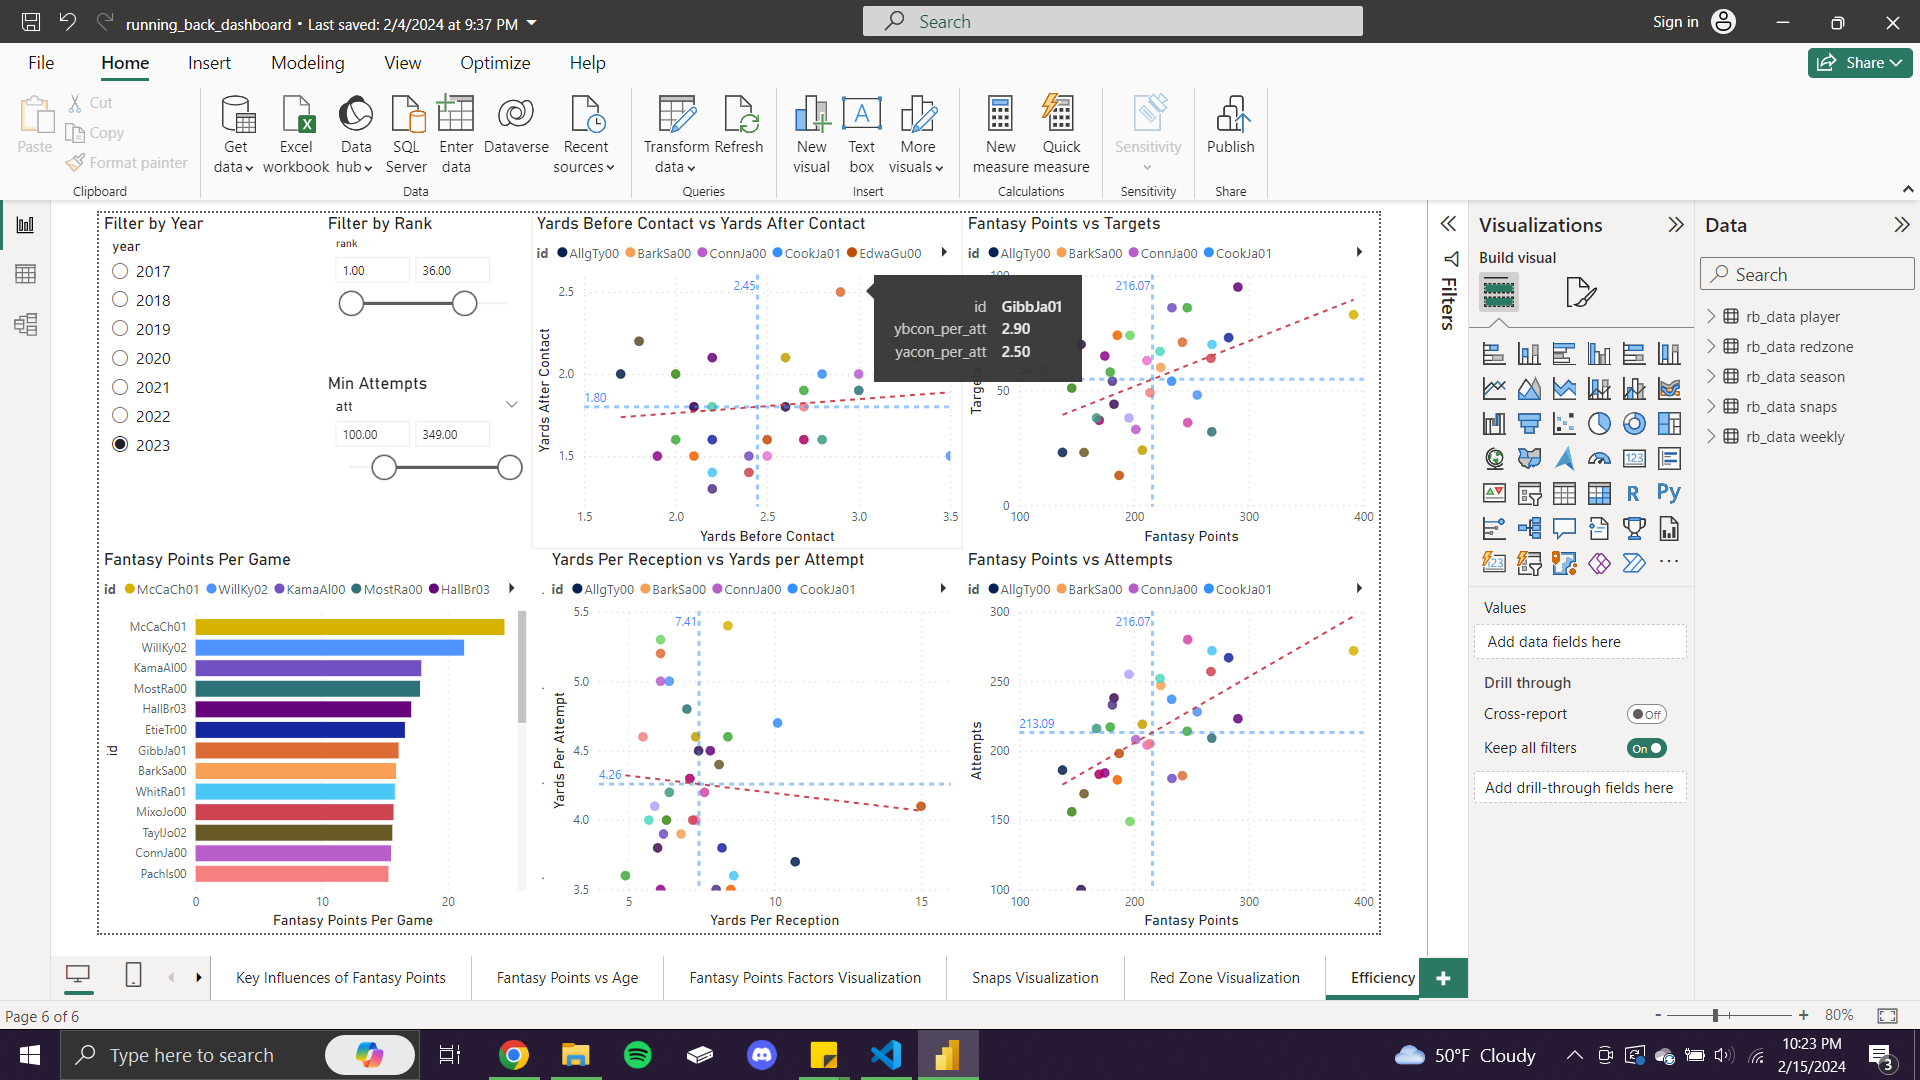 running_back_dashboard • Last saved: 2/4/2024 at 9:37 PM
Search
Sign in
File Home Insert Modeling View Optimize Help
Share
Paste
Cut
Copy
Format painter
Clipboard
Get data
Excel workbook
Data hub
SQL Server
Enter data
Dataverse
Recent sources
Data
Transform data
Refresh
Queries
New visual
Text box
More visuals
Insert
New measure
Quick measure
Calculations
Sensitivity
Sensitivity
Publish
Share
Filter by Year
year
2017
2018
2019
2020
2021
2022
2023
Filter by Rank
rank
1.00 36.00
Min Attempts
att
100.00 349.00
Yards Before Contact vs Yards After Contact
id AllgTy00 BarkSa00 ConnJa00 CookJa01 EdwaGu00
2.45
2.5
2.0
1.80
1.5
Yards After Contact
1.5 2.0 2.5 3.0 3.5
Yards Before Contact
id GibbJa01
ybcon_per_att 2.90
yacon_per_att 2.50
Fantasy Points vs Targets
id AllgTy00 BarkSa00 ConnJa00 CookJa01
100
216.07
50
0
Targets
100 200 300 400
Fantasy Points
Fantasy Points Per Game
id McCaCh01 WillKy02 KamaAl00 MostRa00 HallBr03
McCaCh01
WillKy02
KamaAl00
MostRa00
HallBr03
EtieTr00
GibbJa01
BarkSa00
WhitRa01
MixoJo00
TaylJo02
ConnJa00
PachIs00
id
0 10 20
Fantasy Points Per Game
Yards Per Reception vs Yards per Attempt
id AllgTy00 BarkSa00 ConnJa00 CookJa01
5.5
7.41
5.0
4.5
4.26
4.0
3.5
Yards Per Attempt
5 10 15
Yards Per Reception
Fantasy Points vs Attempts
id AllgTy00 BarkSa00 ConnJa00 CookJa01
300
216.07
250
213.09
200
150
100
Attempts
100 200 300 400
Fantasy Points
Filters
Visualizations
Build visual
R
Py
123
123
Values
Add data fields here
Drill through
Cross-report Off
Keep all filters On
Add drill-through fields here
Data
Search
rb_data player
rb_data redzone
rb_data season
rb_data snaps
rb_data weekly
Key Influences of Fantasy Points
Fantasy Points vs Age
Fantasy Points Factors Visualization
Snaps Visualization
Red Zone Visualization
Efficiency
Page 6 of 6
- + 80%
Type here to search
50°F Cloudy
10:23 PM
2/15/2024
3